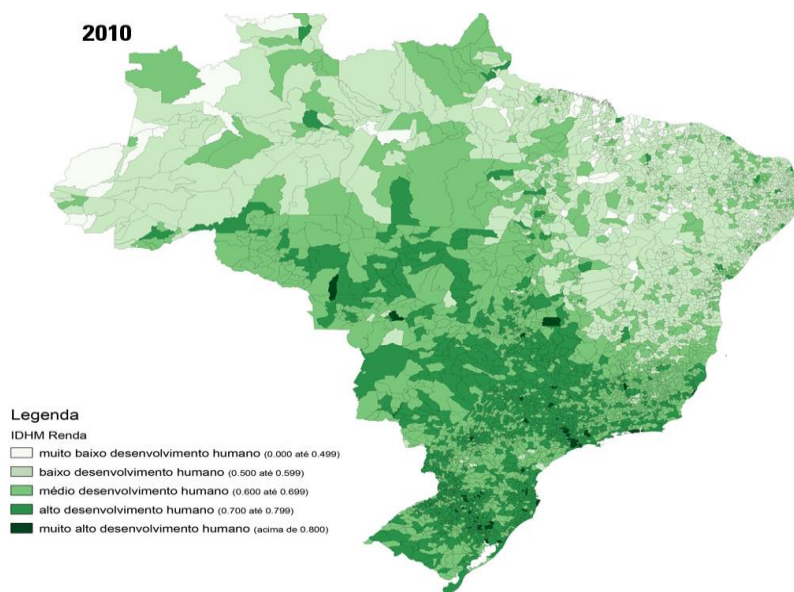 2010
Legenda
IDHM Renda
muito baixo desenvolvimento humano (0.000 até 0.499)
baixo desenvolvimento humano (0.500 até 0.599)
médio desenvolvimento humano (0.600 até 0.699)
alto desenvolvimento humano (0.700 até 0.799)
muito alto desenvolvimento humano (acima de 0.800)